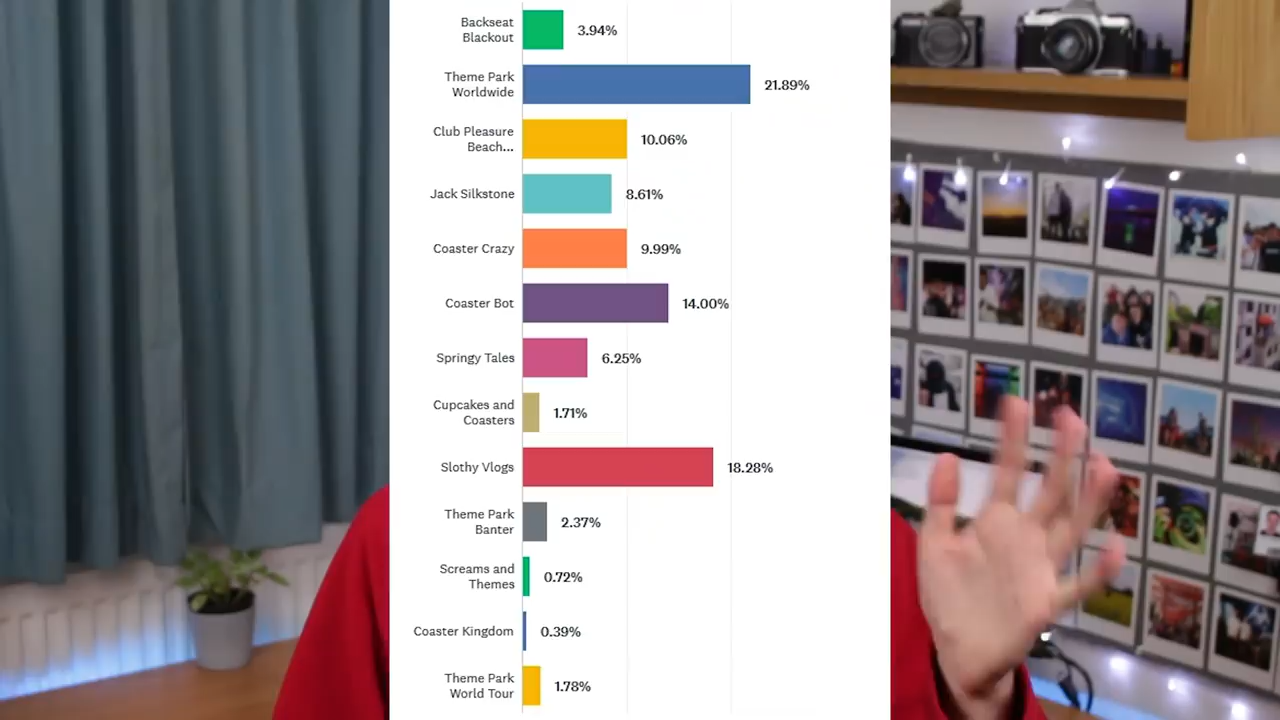 Backseat
Blackout
3.94%
Theme Park
Worldwide
21.89%
Club Pleasure
Beach...
10.06%
Jack Silkstone
8.61%
Coaster Crazy
9.99%
Coaster Bot
14.00%
Springy Tales
6.25%
Cupcakes and
Coasters
1.71%
Slothy Vlogs
18.28%
Theme Park
Banter
2.37%
Screams and
Themes
0.72%
Coaster Kingdom
0.39%
Theme Park
World Tour
1.78%